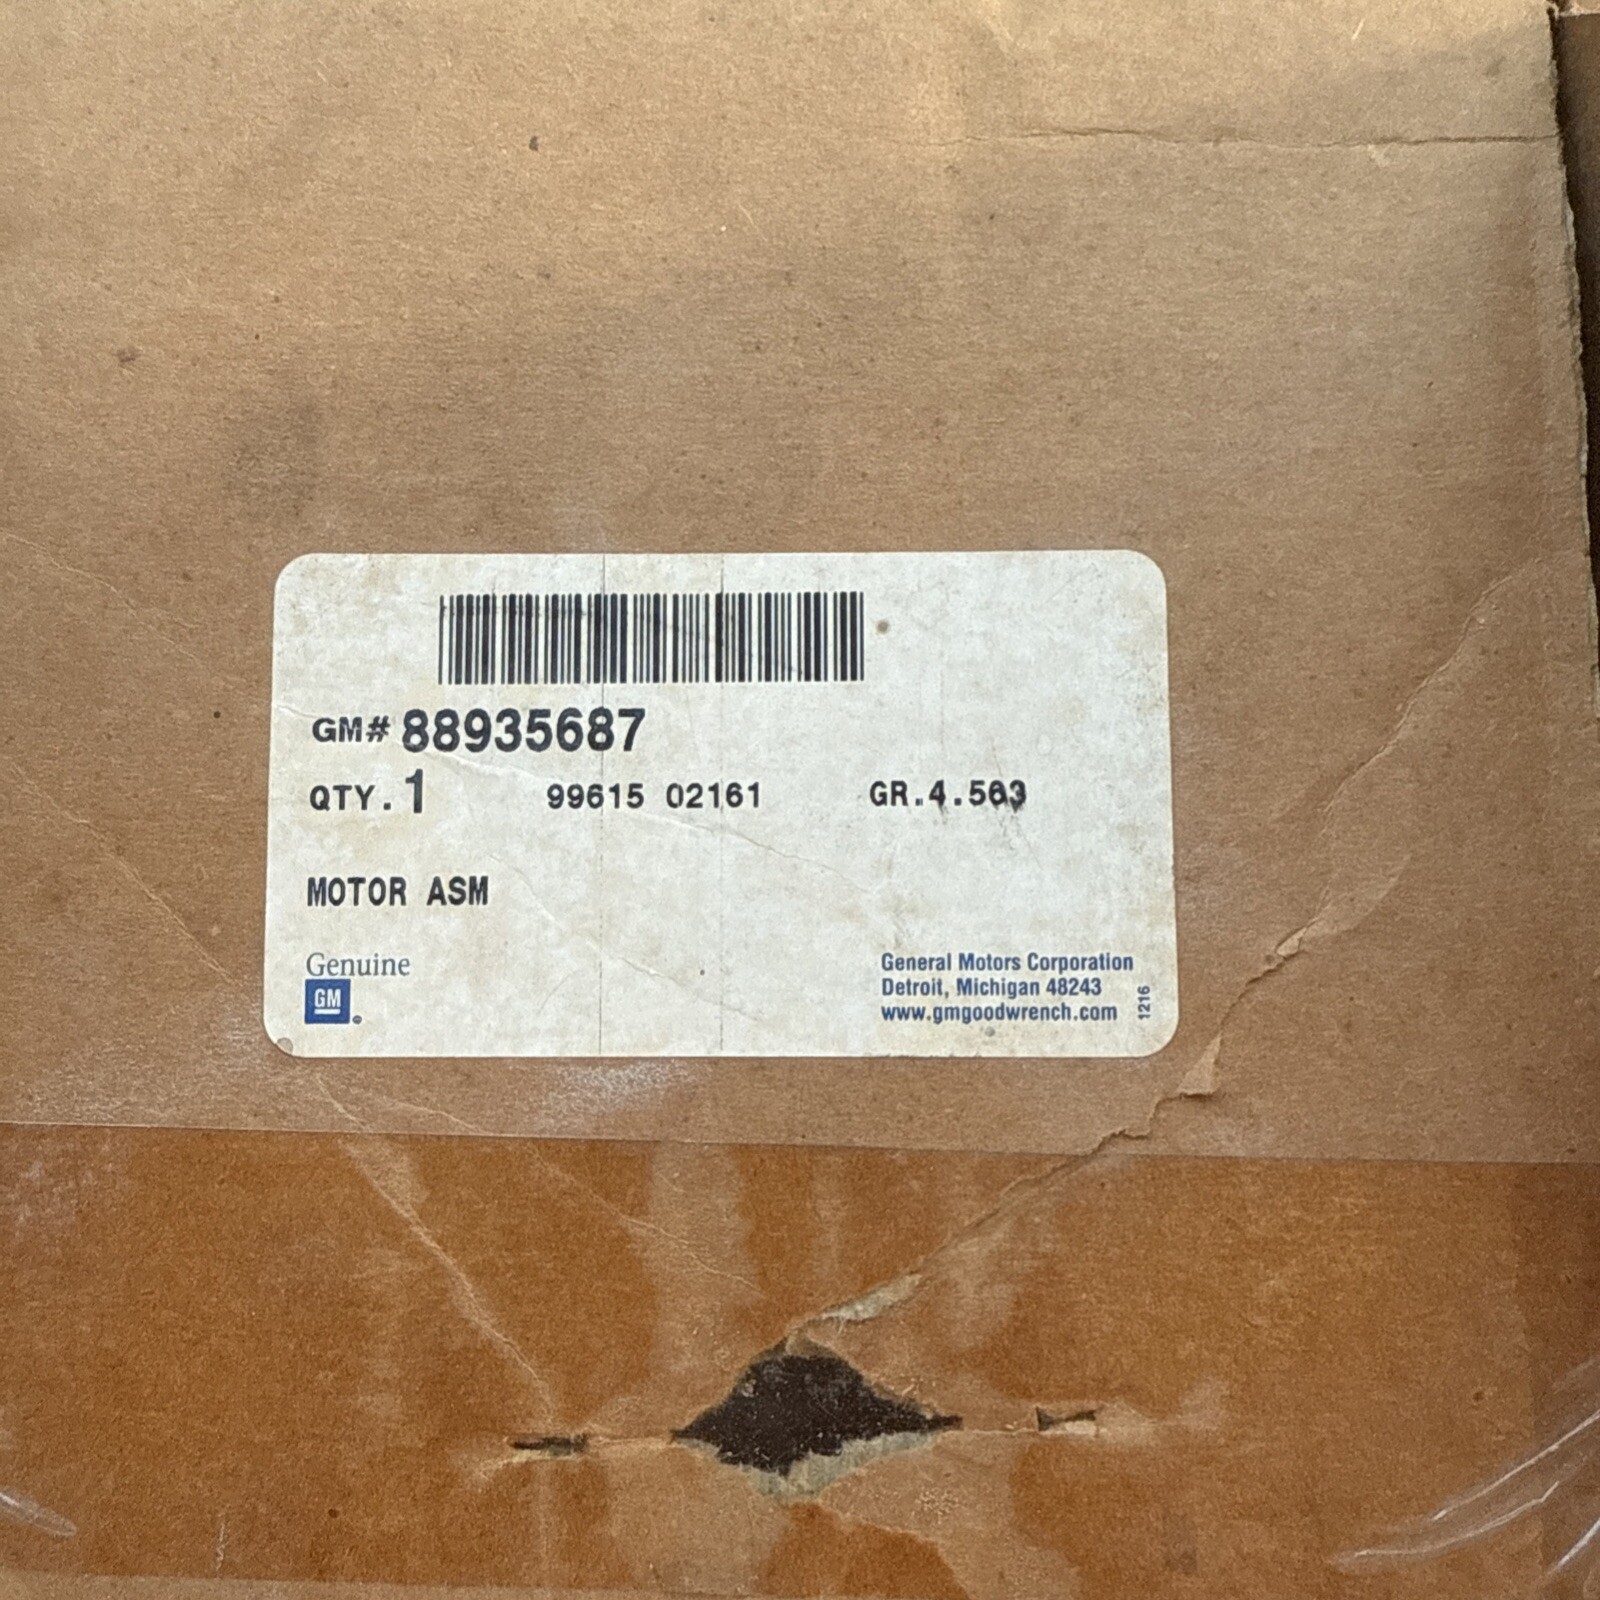 GM# 88935687
QTY. 1 99615 02161 GR.4.583
MOTOR ASM
Genuine
GM
General Motors Corporation
Detroit, Michigan 48243
www.gmgoodwrench.com
1216